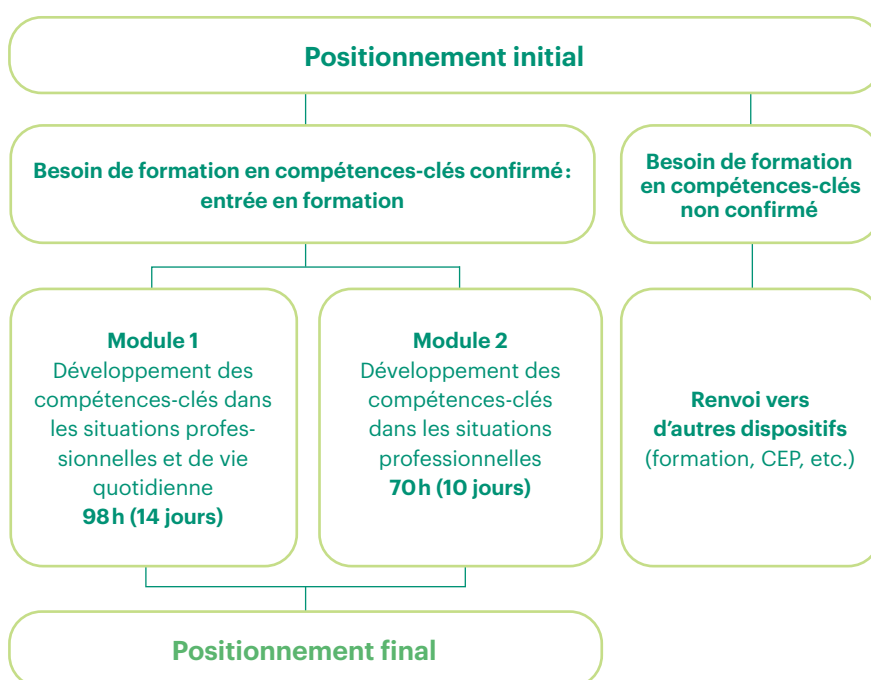 Positionnement initial
Besoin de formation en compétences-clés confirmé :
entrée en formation
Besoin de formation
en compétences-clés
non confirmé
Module 1
Développement des
compétences-clés dans
les situations profes-
sionnelles et de vie
quotidienne
98 h (14 jours)
Module 2
Développement des
compétences-clés
dans les situations
professionnelles
70 h (10 jours)
Renvoi vers
d’autres dispositifs
(formation, CEP, etc.)
Positionnement final